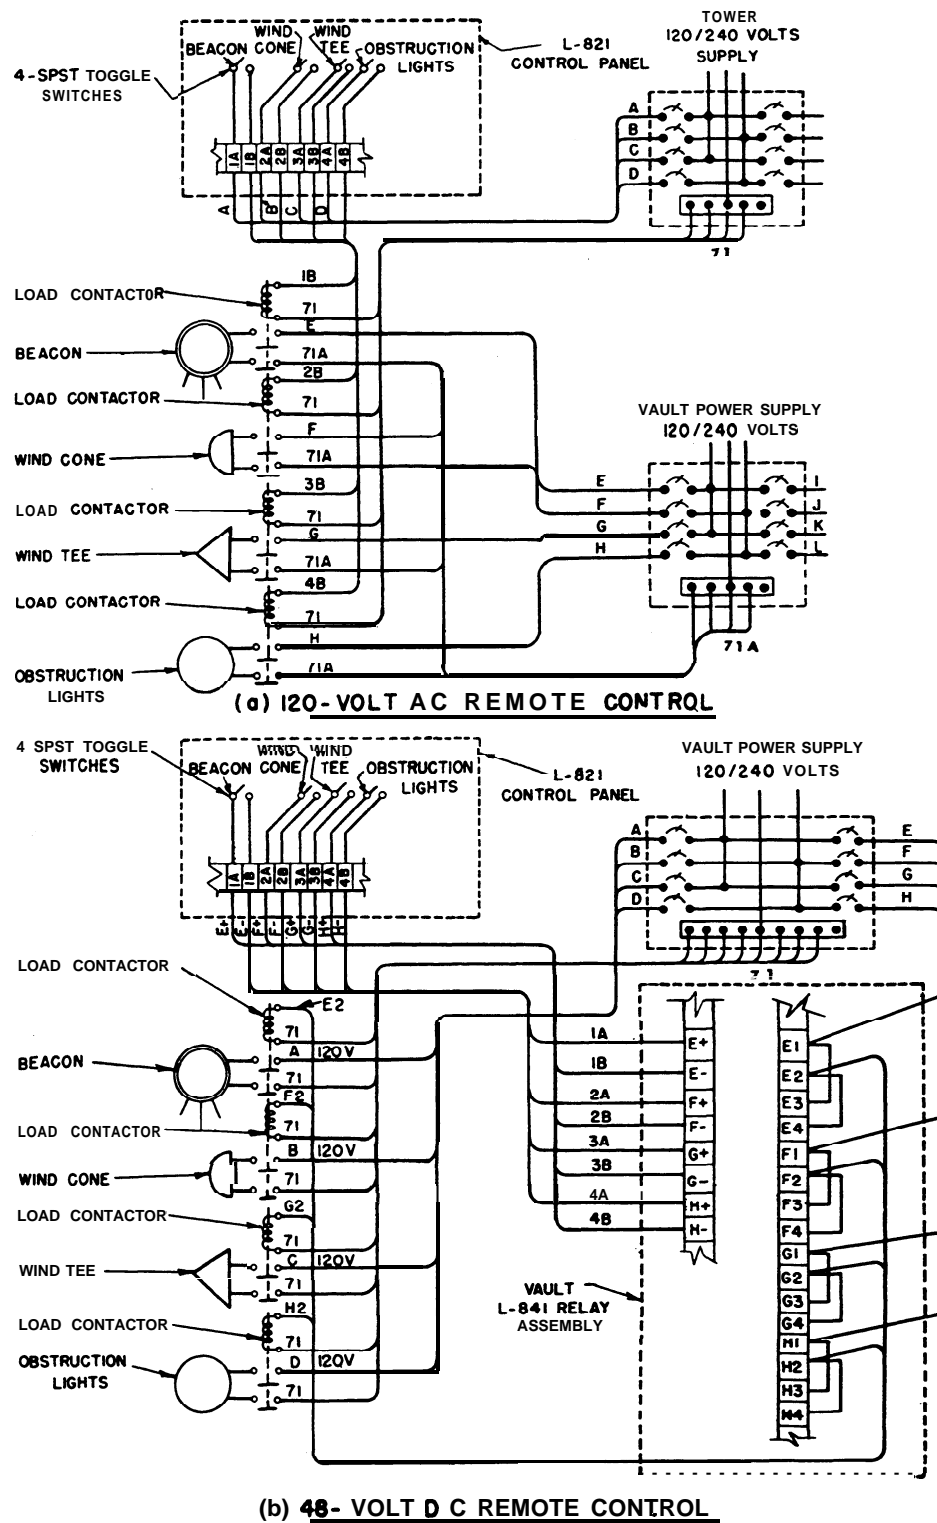 TOWER
120/240 VOLTS
SUPPLY
BEACON
WIND
CONE
WIND
TEE
OBSTRUCTION
LIGHTS
L-821
CONTROL PANEL
4-SPST TOGGLE
SWITCHES
1A 1B 2A 2B 3A 3B 4A 4B
A B C D
A
B
C
D
71
LOAD CONTACTOR
1B
71
BEACON
E
71A
LOAD CONTACTOR
2B
71
WIND CONE
F
71A
LOAD CONTACTOR
3B
71
WIND TEE
G
71A
LOAD CONTACTOR
4B
71
OBSTRUCTION
LIGHTS
H
71A
VAULT POWER SUPPLY
120/240 VOLTS
E
F
G
H
I
J
K
L
71A
(a) 120-VOLT AC REMOTE CONTROL
4 SPST TOGGLE
SWITCHES
BEACON
WIND
CONE
WIND
TEE
OBSTRUCTION
LIGHTS
L-821
CONTROL PANEL
VAULT POWER SUPPLY
120/240 VOLTS
1A 1B 2A 2B 3A 3B 4A 4B
E+ E- F+ F- G+ G- H+ H-
A
B
C
D
E
F
G
H
71
LOAD CONTACTOR
E2
71
BEACON
A 120V
71
LOAD CONTACTOR
F2
71
WIND CONE
B 120V
71
LOAD CONTACTOR
G2
71
WIND TEE
C 120V
71
LOAD CONTACTOR
H2
71
OBSTRUCTION
LIGHTS
D 120V
71
1A E+
1B E-
2A F+
2B F-
3A G+
3B G-
4A H+
4B H-
E1
E2
E3
E4
F1
F2
F3
F4
G1
G2
G3
G4
H1
H2
H3
H4
VAULT
L-841 RELAY
ASSEMBLY
(b) 48-VOLT DC REMOTE CONTROL